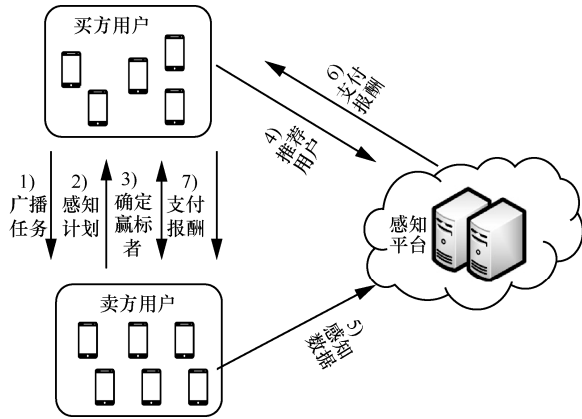 买方用户
6)
支付
报酬
4)
推荐
用户
1)
广播
任务
2)
感知
计划
3)
确定
赢标
者
7)
支付
报酬
感知
平台
卖方用户
5)
感知
数据